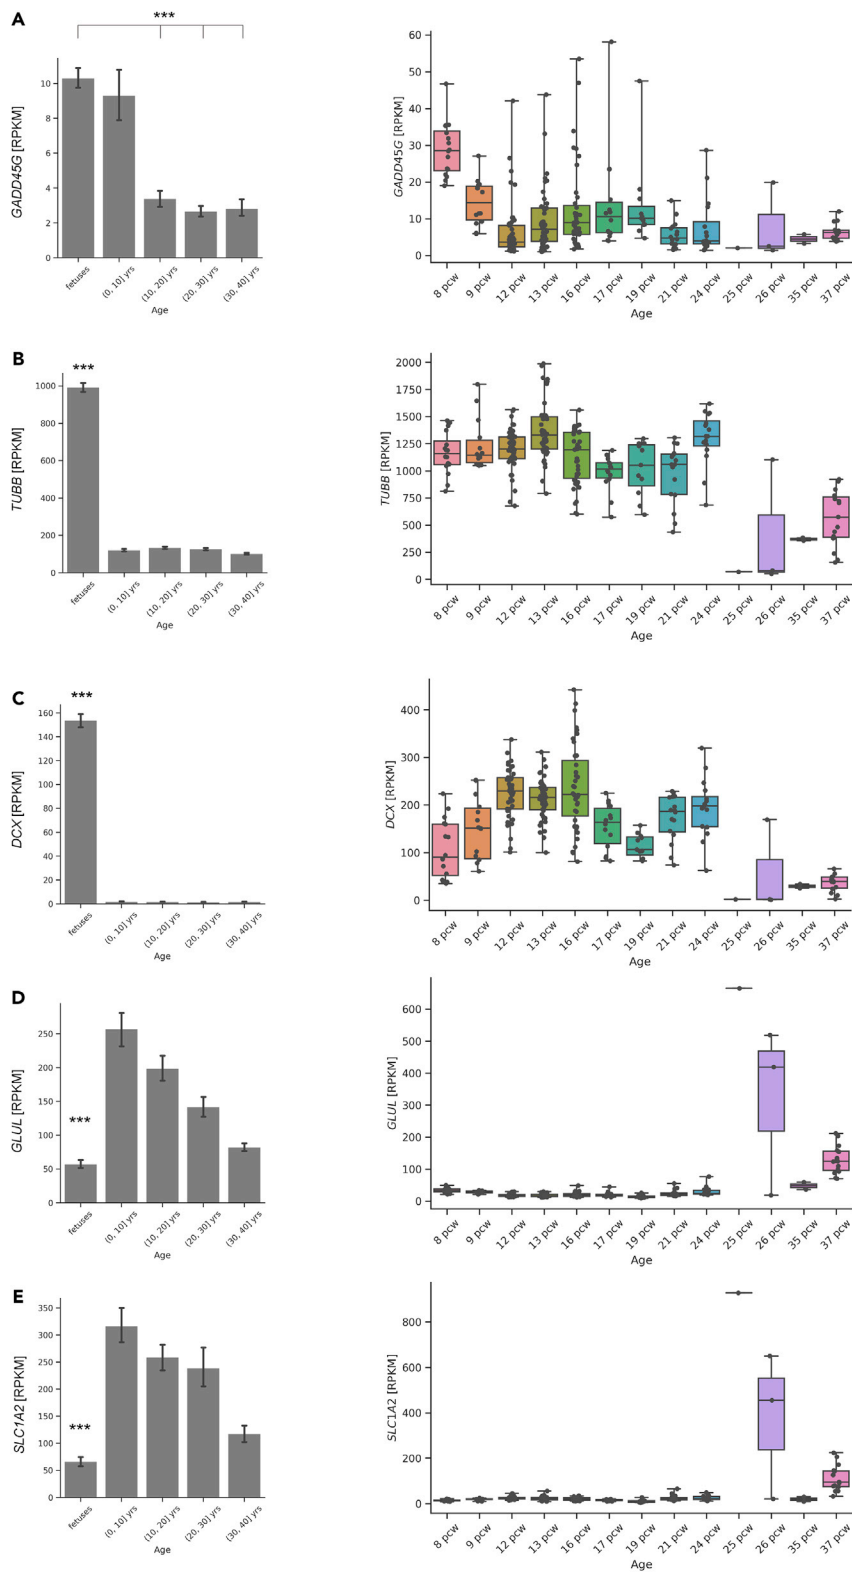 A
***
GADD45G [RPKM]
10
8
6
4
2
0
fetuses
(0, 10] yrs
(10, 20] yrs
(20, 30] yrs
(30, 40] yrs
Age
GADD45G [RPKM]
60
50
40
30
20
10
0
8 pcw
9 pcw
12 pcw
13 pcw
16 pcw
17 pcw
19 pcw
21 pcw
24 pcw
25 pcw
26 pcw
35 pcw
37 pcw
Age
B
***
TUBB [RPKM]
1000
800
600
400
200
0
fetuses
(0, 10] yrs
(10, 20] yrs
(20, 30] yrs
(30, 40] yrs
Age
TUBB [RPKM]
2000
1750
1500
1250
1000
750
500
250
0
8 pcw
9 pcw
12 pcw
13 pcw
16 pcw
17 pcw
19 pcw
21 pcw
24 pcw
25 pcw
26 pcw
35 pcw
37 pcw
Age
C
***
DCX [RPKM]
160
140
120
100
80
60
40
20
0
fetuses
(0, 10] yrs
(10, 20] yrs
(20, 30] yrs
(30, 40] yrs
Age
DCX [RPKM]
400
300
200
100
0
8 pcw
9 pcw
12 pcw
13 pcw
16 pcw
17 pcw
19 pcw
21 pcw
24 pcw
25 pcw
26 pcw
35 pcw
37 pcw
Age
D
***
GLUL [RPKM]
250
200
150
100
50
0
fetuses
(0, 10] yrs
(10, 20] yrs
(20, 30] yrs
(30, 40] yrs
Age
GLUL [RPKM]
600
500
400
300
200
100
0
8 pcw
9 pcw
12 pcw
13 pcw
16 pcw
17 pcw
19 pcw
21 pcw
24 pcw
25 pcw
26 pcw
35 pcw
37 pcw
Age
E
***
SLC1A2 [RPKM]
350
300
250
200
150
100
50
0
fetuses
(0, 10] yrs
(10, 20] yrs
(20, 30] yrs
(30, 40] yrs
Age
SLC1A2 [RPKM]
800
600
400
200
0
8 pcw
9 pcw
12 pcw
13 pcw
16 pcw
17 pcw
19 pcw
21 pcw
24 pcw
25 pcw
26 pcw
35 pcw
37 pcw
Age